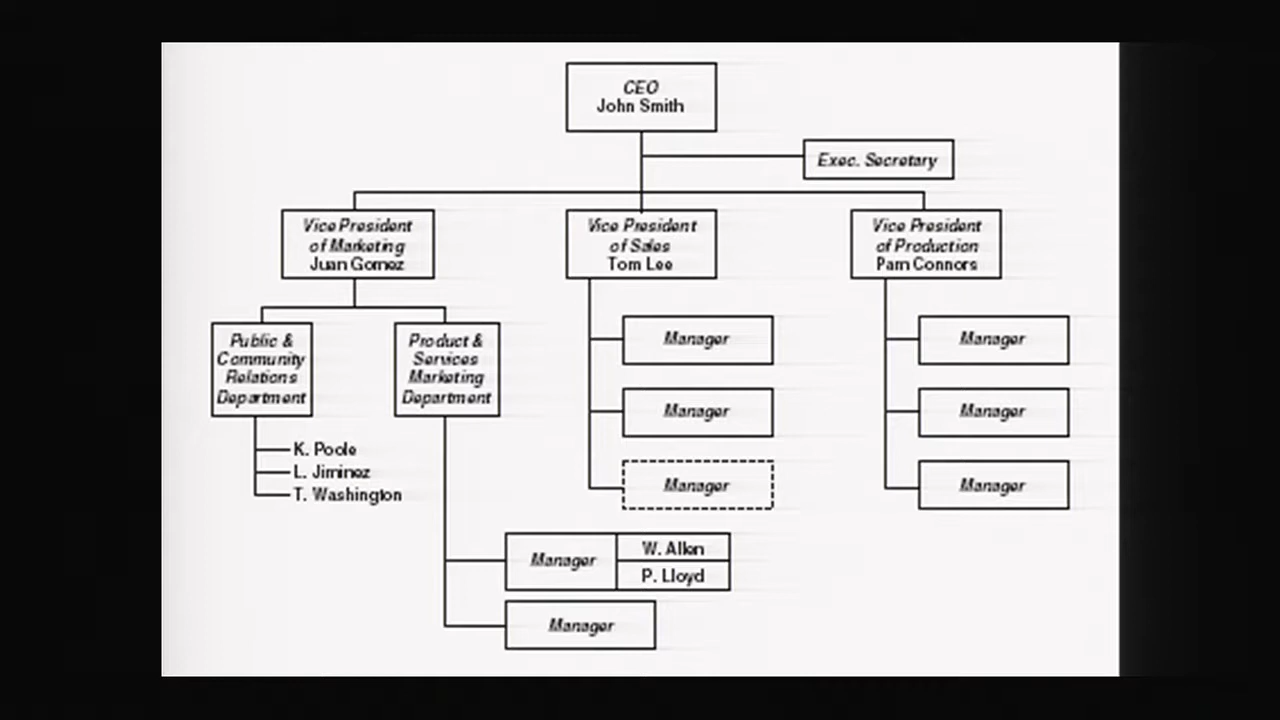 CEO
John Smith
Exec. Secretary
Vice President
of Marketing
Juan Gomez
Vice President
of Sales
Tom Lee
Vice President
of Production
Pam Connors
Public &
Community
Relations
Department
Product &
Services
Marketing
Department
K. Poole
L. Jiminez
T. Washington
Manager
W. Allen
P. Lloyd
Manager
Manager
Manager
Manager
Manager
Manager
Manager